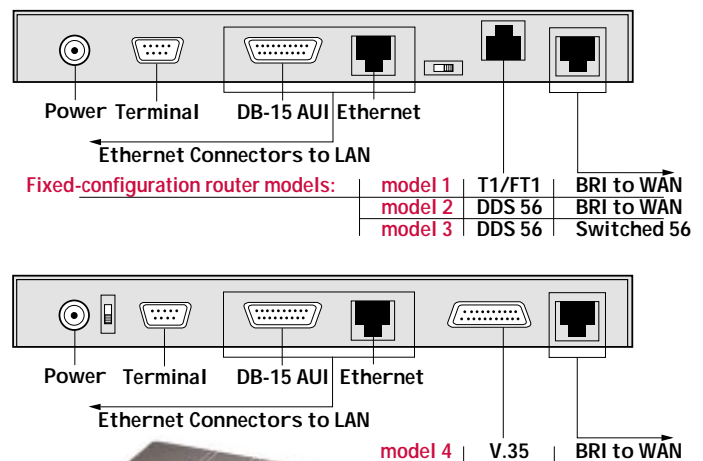 Power Terminal DB-15 AUI Ethernet
Ethernet Connectors to LAN
Fixed-configuration router models: model 1 T1/FT1 BRI to WAN
model 2 DDS 56 BRI to WAN
model 3 DDS 56 Switched 56
Power Terminal DB-15 AUI Ethernet
Ethernet Connectors to LAN
model 4 V.35 BRI to WAN